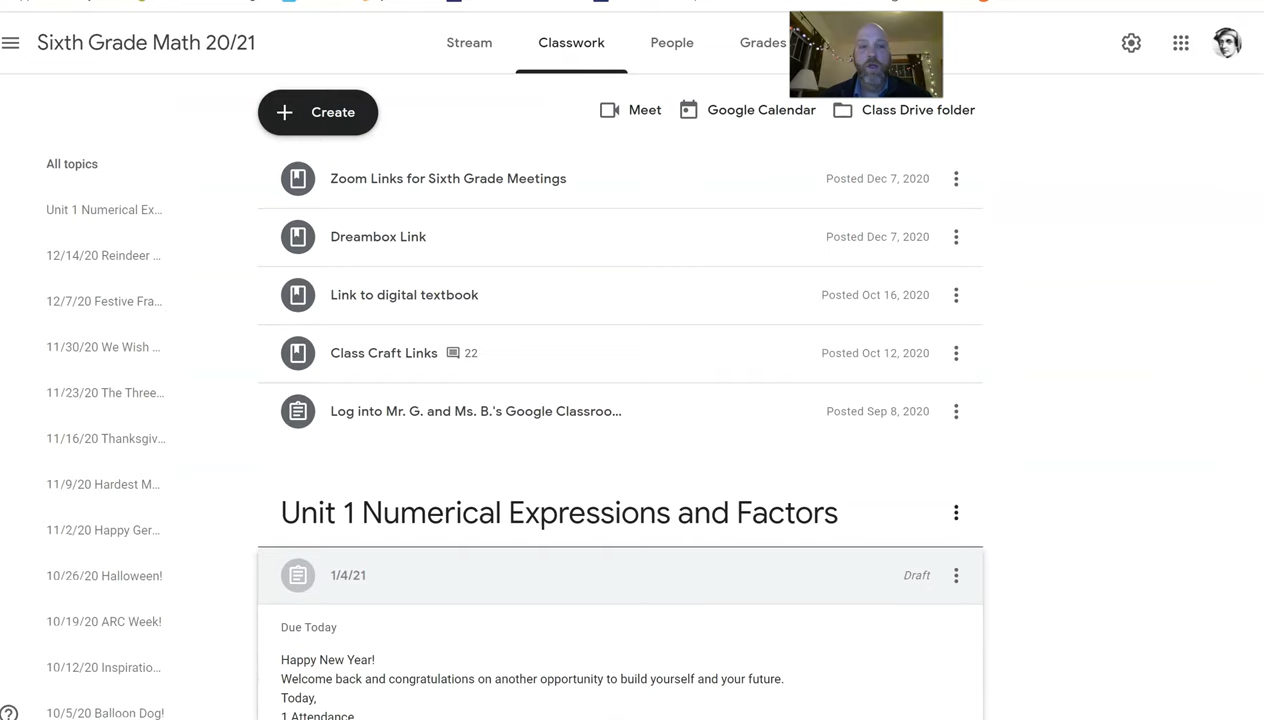 Sixth Grade Math 20/21
Stream
Classwork
People
Grades
Create
Meet
Google Calendar
Class Drive folder
All topics
Unit 1 Numerical Ex...
12/14/20 Reindeer ...
12/7/20 Festive Fra...
11/30/20 We Wish ...
11/23/20 The Three...
11/16/20 Thanksgiv...
11/9/20 Hardest M...
11/2/20 Happy Ger...
10/26/20 Halloween!
10/19/20 ARC Week!
10/12/20 Inspiratio...
10/5/20 Balloon Dog!
Zoom Links for Sixth Grade Meetings
Posted Dec 7, 2020
Dreambox Link
Posted Dec 7, 2020
Link to digital textbook
Posted Oct 16, 2020
Class Craft Links 22
Posted Oct 12, 2020
Log into Mr. G. and Ms. B.'s Google Classroo...
Posted Sep 8, 2020
Unit 1 Numerical Expressions and Factors
1/4/21
Draft
Due Today
Happy New Year!
Welcome back and congratulations on another opportunity to build yourself and your future.
Today,
1 Attendance